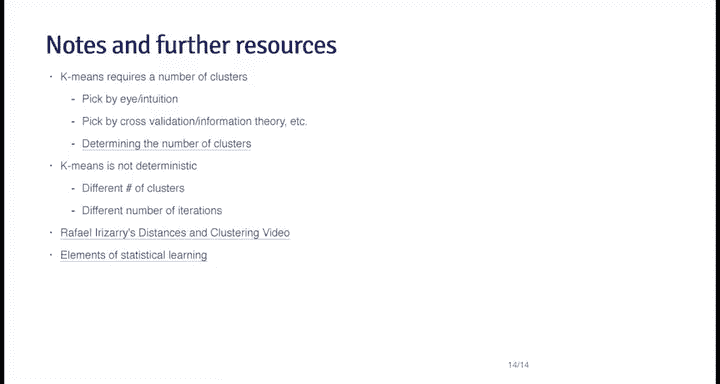 Notes and further resources
· K-means requires a number of clusters
- Pick by eye/intuition
- Pick by cross validation/information theory, etc.
- Determining the number of clusters
· K-means is not deterministic
- Different # of clusters
- Different number of iterations
· Rafael Irizarry's Distances and Clustering Video
· Elements of statistical learning
14/14